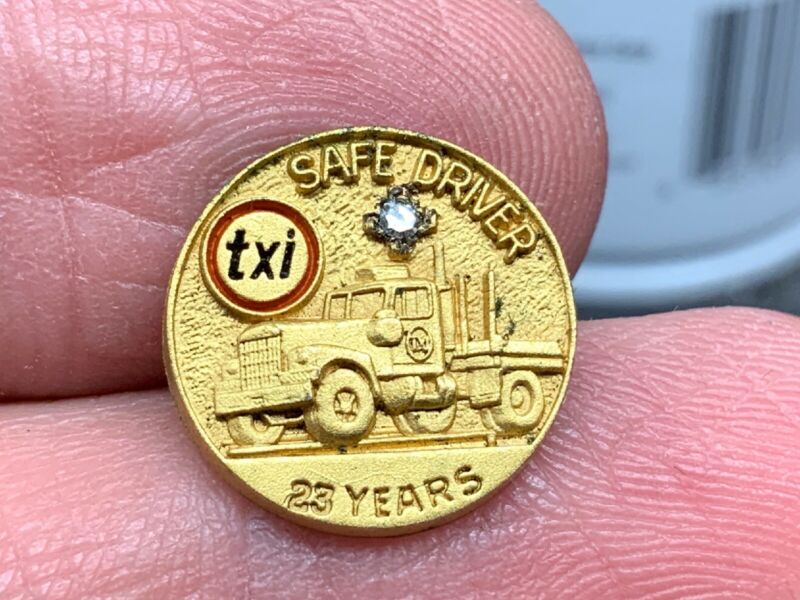 SAFE DRIVER
txi
23 YEARS